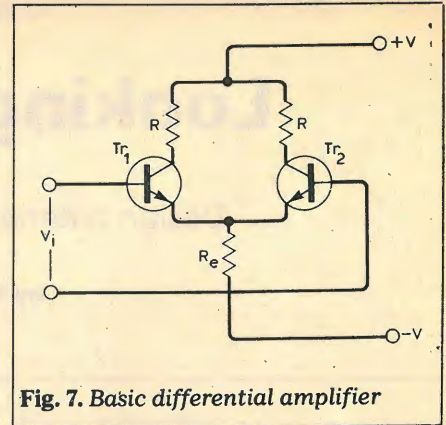 +V
R
R
Tr1
Tr2
Vi
Re
-V
Fig. 7. Basic differential amplifier